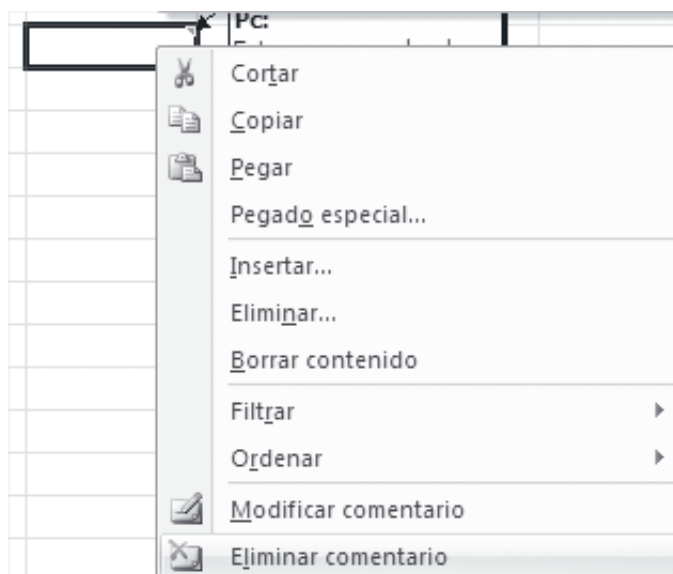 Pc:
Cortar
Copiar
Pegar
Pegado especial...
Insertar...
Eliminar...
Borrar contenido
Filtrar
Ordenar
Modificar comentario
Eliminar comentario